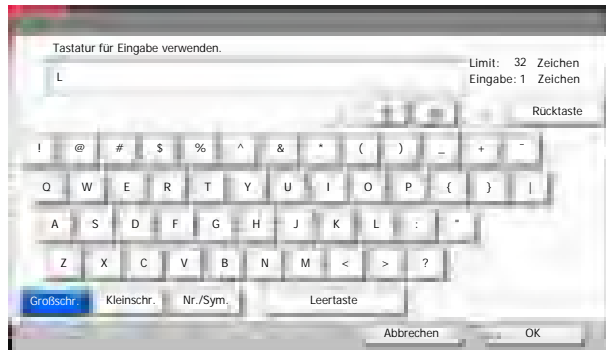 Tastatur für Eingabe verwenden.
Limit: 32 Zeichen
L
Eingabe: 1 Zeichen
Rücktaste
! @ # $ % ^ & * ( ) _ + ~
Q W E R T Y U I O P { } |
A S D F G H J K L : "
Z X C V B N M < > ?
Großschr. Kleinschr. Nr./Sym. Leertaste
Abbrechen OK